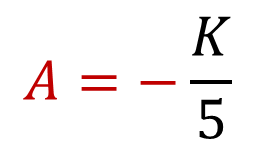 A = − K/5